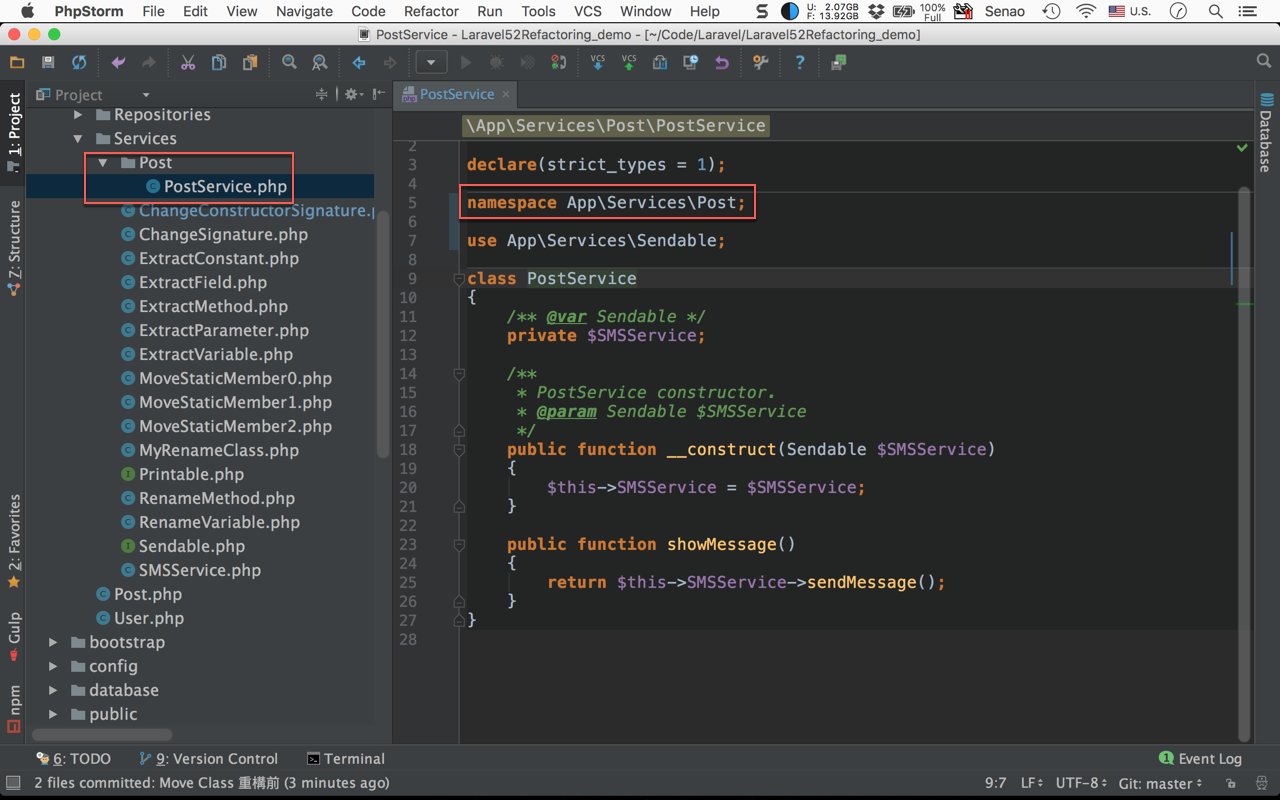 PhpStorm File Edit View Navigate Code Refactor Run Tools VCS Window Help U: 2.07GB F: 13.92GB 100% Full Senao U.S.
PostService - Laravel52Refactoring_demo - [~/Code/Laravel/Laravel52Refactoring_demo]
VCS VCS
Project
PostService
1: Project
7: Structure
2: Favorites
Gulp
npm
Database
Repositories
Services
Post
PostService.php
ChangeConstructorSignature.p
ChangeSignature.php
ExtractConstant.php
ExtractField.php
ExtractMethod.php
ExtractParameter.php
ExtractVariable.php
MoveStaticMember0.php
MoveStaticMember1.php
MoveStaticMember2.php
MyRenameClass.php
Printable.php
RenameMethod.php
RenameVariable.php
Sendable.php
SMSService.php
Post.php
User.php
bootstrap
config
database
public
\App\Services\Post\PostService
2
3 declare(strict_types = 1);
4
5 namespace App\Services\Post;
6
7 use App\Services\Sendable;
8
9 class PostService
10 {
11 /** @var Sendable */
12 private $SMSService;
13
14 /**
15 * PostService constructor.
16 * @param Sendable $SMSService
17 */
18 public function __construct(Sendable $SMSService)
19 {
20 $this->SMSService = $SMSService;
21 }
22
23 public function showMessage()
24 {
25 return $this->SMSService->sendMessage();
26 }
27 }
28
6: TODO 9: Version Control Terminal 1 Event Log
2 files committed: Move Class 重構前 (3 minutes ago) 9:7 LF UTF-8 Git: master